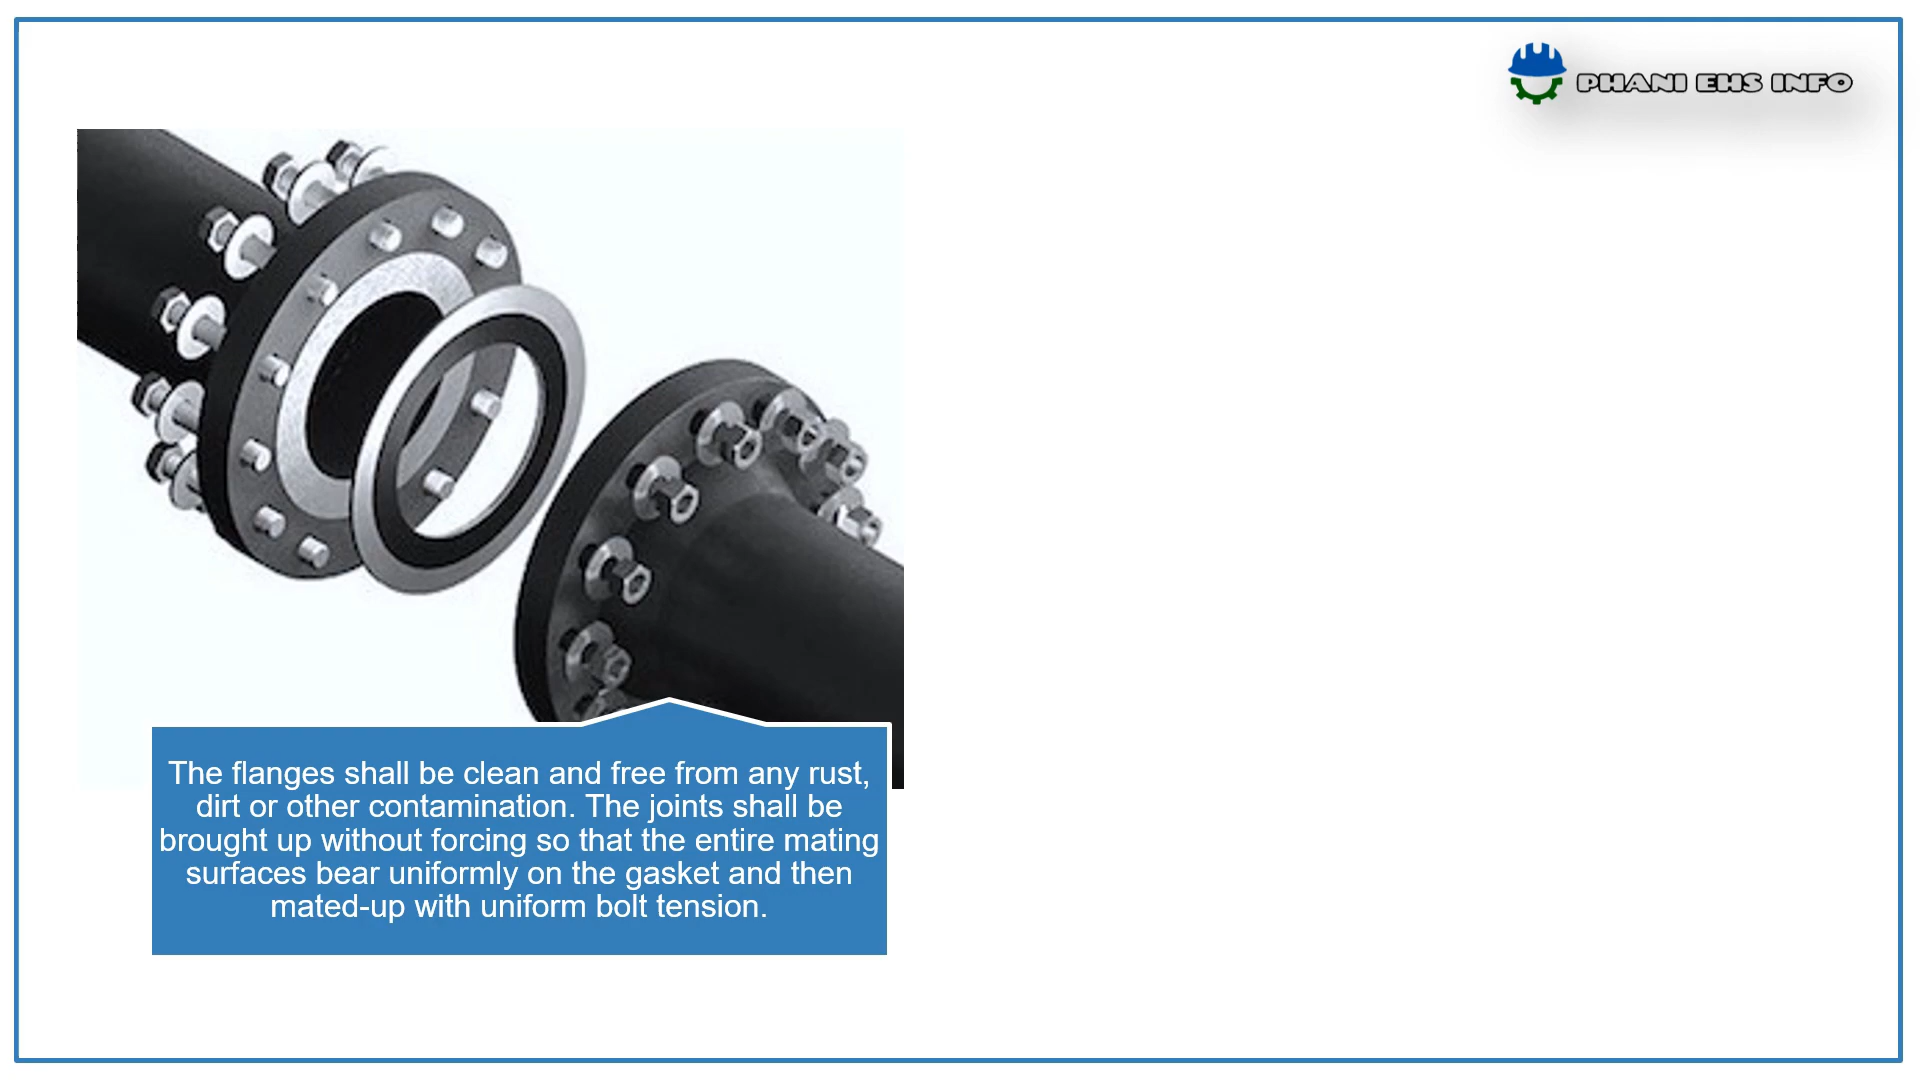 PHANI EHS INFO
The flanges shall be clean and free from any rust,
dirt or other contamination. The joints shall be
brought up without forcing so that the entire mating
surfaces bear uniformly on the gasket and then
mated-up with uniform bolt tension.